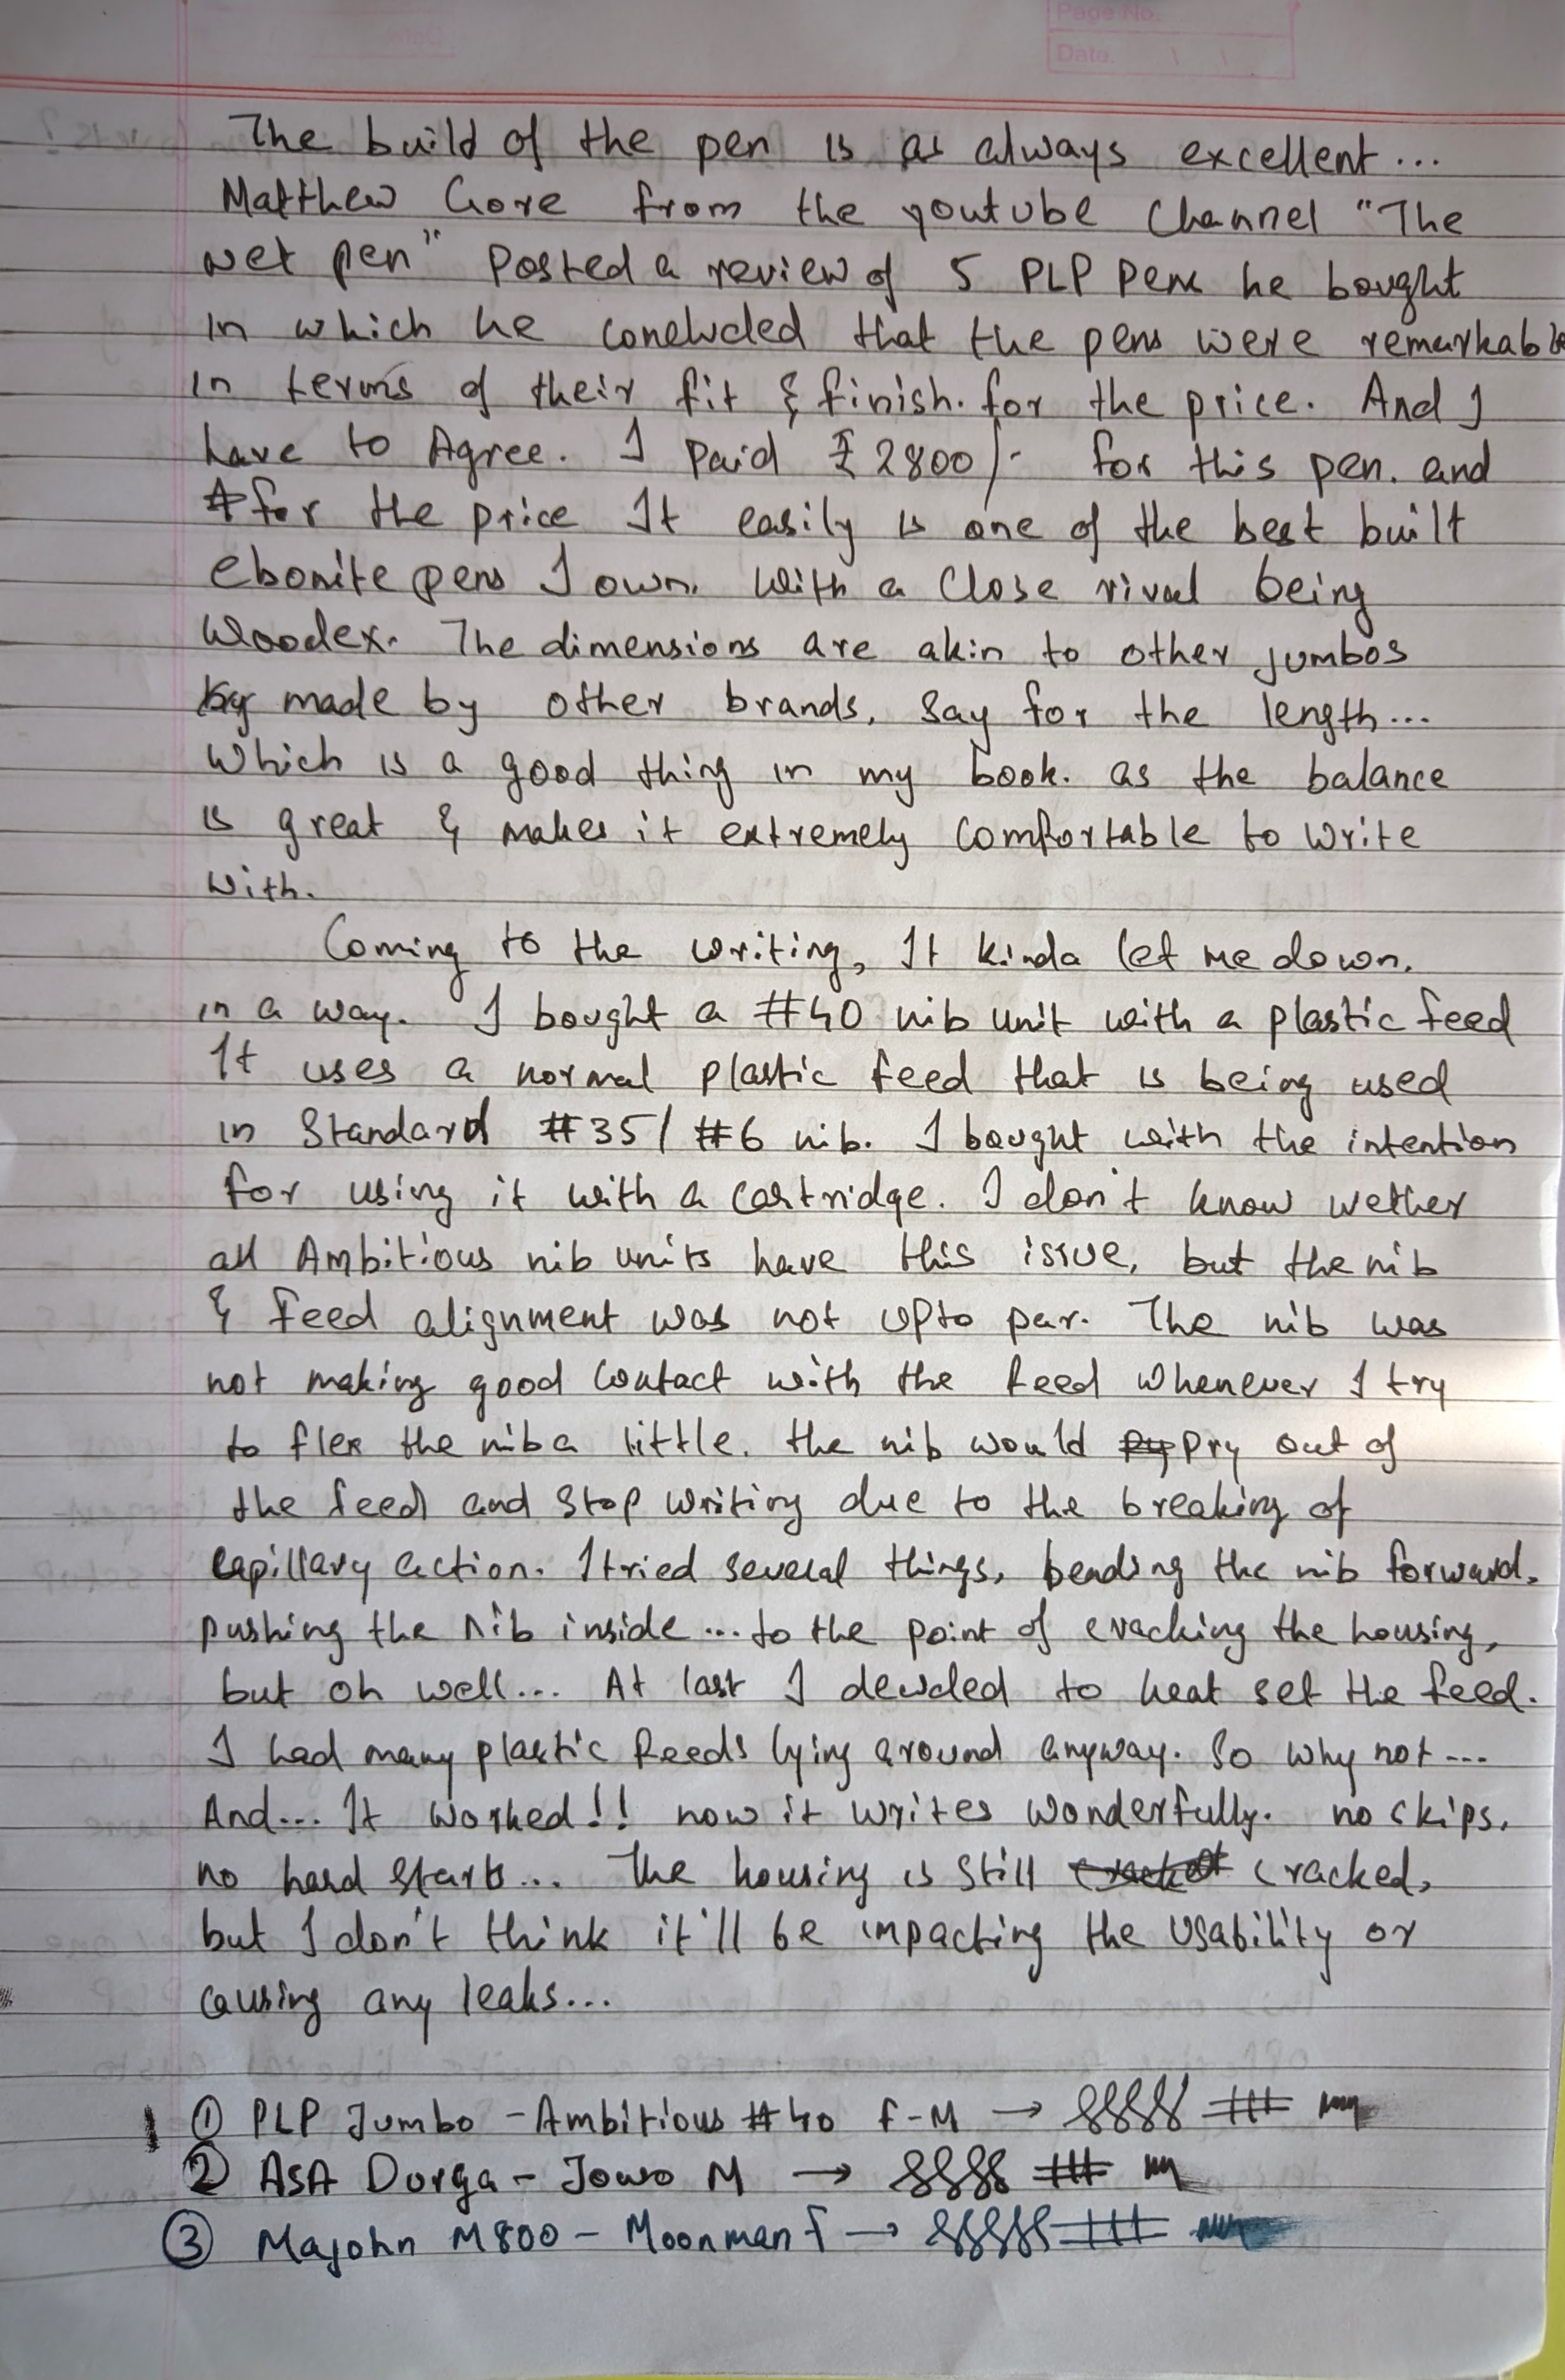 Page No.
Date
The build of the pen is as always excellent...
Matthew Gore from the youtube channel "The
wet pen" Posted a review of 5 PLP Pens he bought
in which he concluded that the pens were remarkable
in terms of their fit & finish. for the price. And I
have to Agree. I paid ₹2800/- for this pen. and
for the price It easily is one of the best built
ebonite pens I own. With a close rival being
Woodex. The dimensions are akin to other jumbos
made by other brands, say for the length...
Which is a good thing in my book. as the balance
is great & makes it extremely comfortable to write
with.
Coming to the writing, It kinda let me down.
in a way. I bought a #40 nib unit with a plastic feed
It uses a normal plastic feed that is being used
in Standard #35/#6 nib. I bought with the intention
for using it with a cartridge. I don't know wether
all Ambitious nib units have this issue, but the nib
& feed alignment was not upto par. The nib was
not making good contact with the feed whenever I try
to flex the nib a little. the nib would pry out of
the feed and stop writing due to the breaking of
capillary action. I tried several things, bending the nib forward,
pushing the nib inside... to the point of cracking the housing,
but oh well... At last I decided to heat set the feed.
I had many plastic feeds lying around anyway. So why not...
And... It worked!! now it writes wonderfully. no skips,
no hard starts... The housing is still cracked,
but I don't think it'll be impacting the usability or
causing any leaks...
① PLP Jumbo - Ambitious #40 F-M →
② ASA Durga - Jowo M →
③ Majohn M800 - Moonman f →